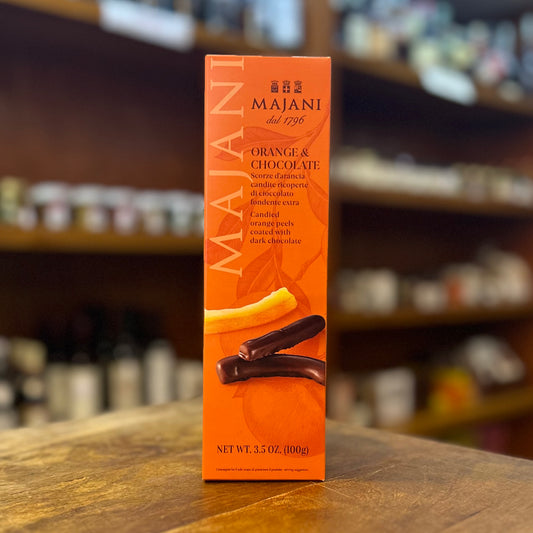 MAJANI
MAJANI
dal 1796
ORANGE &
CHOCOLATE
Scorze d'arancia
candite ricoperte
di cioccolato
fondente extra
Candied
orange peels
coated with
dark chocolate
NET WT. 3.5 OZ. (100g)